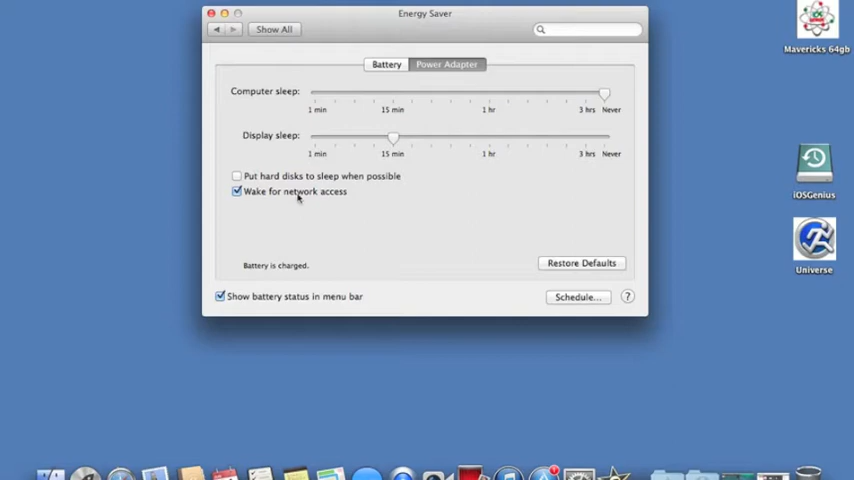 Energy Saver
Show All
Mavericks 64gb
Battery Power Adapter
Computer sleep:
1 min 15 min 1 hr 3 hrs Never
Display sleep:
1 min 15 min 1 hr 3 hrs Never
Put hard disks to sleep when possible
Wake for network access
iOSGenius
Battery is charged.
Restore Defaults
Universe
Show battery status in menu bar
Schedule...
?